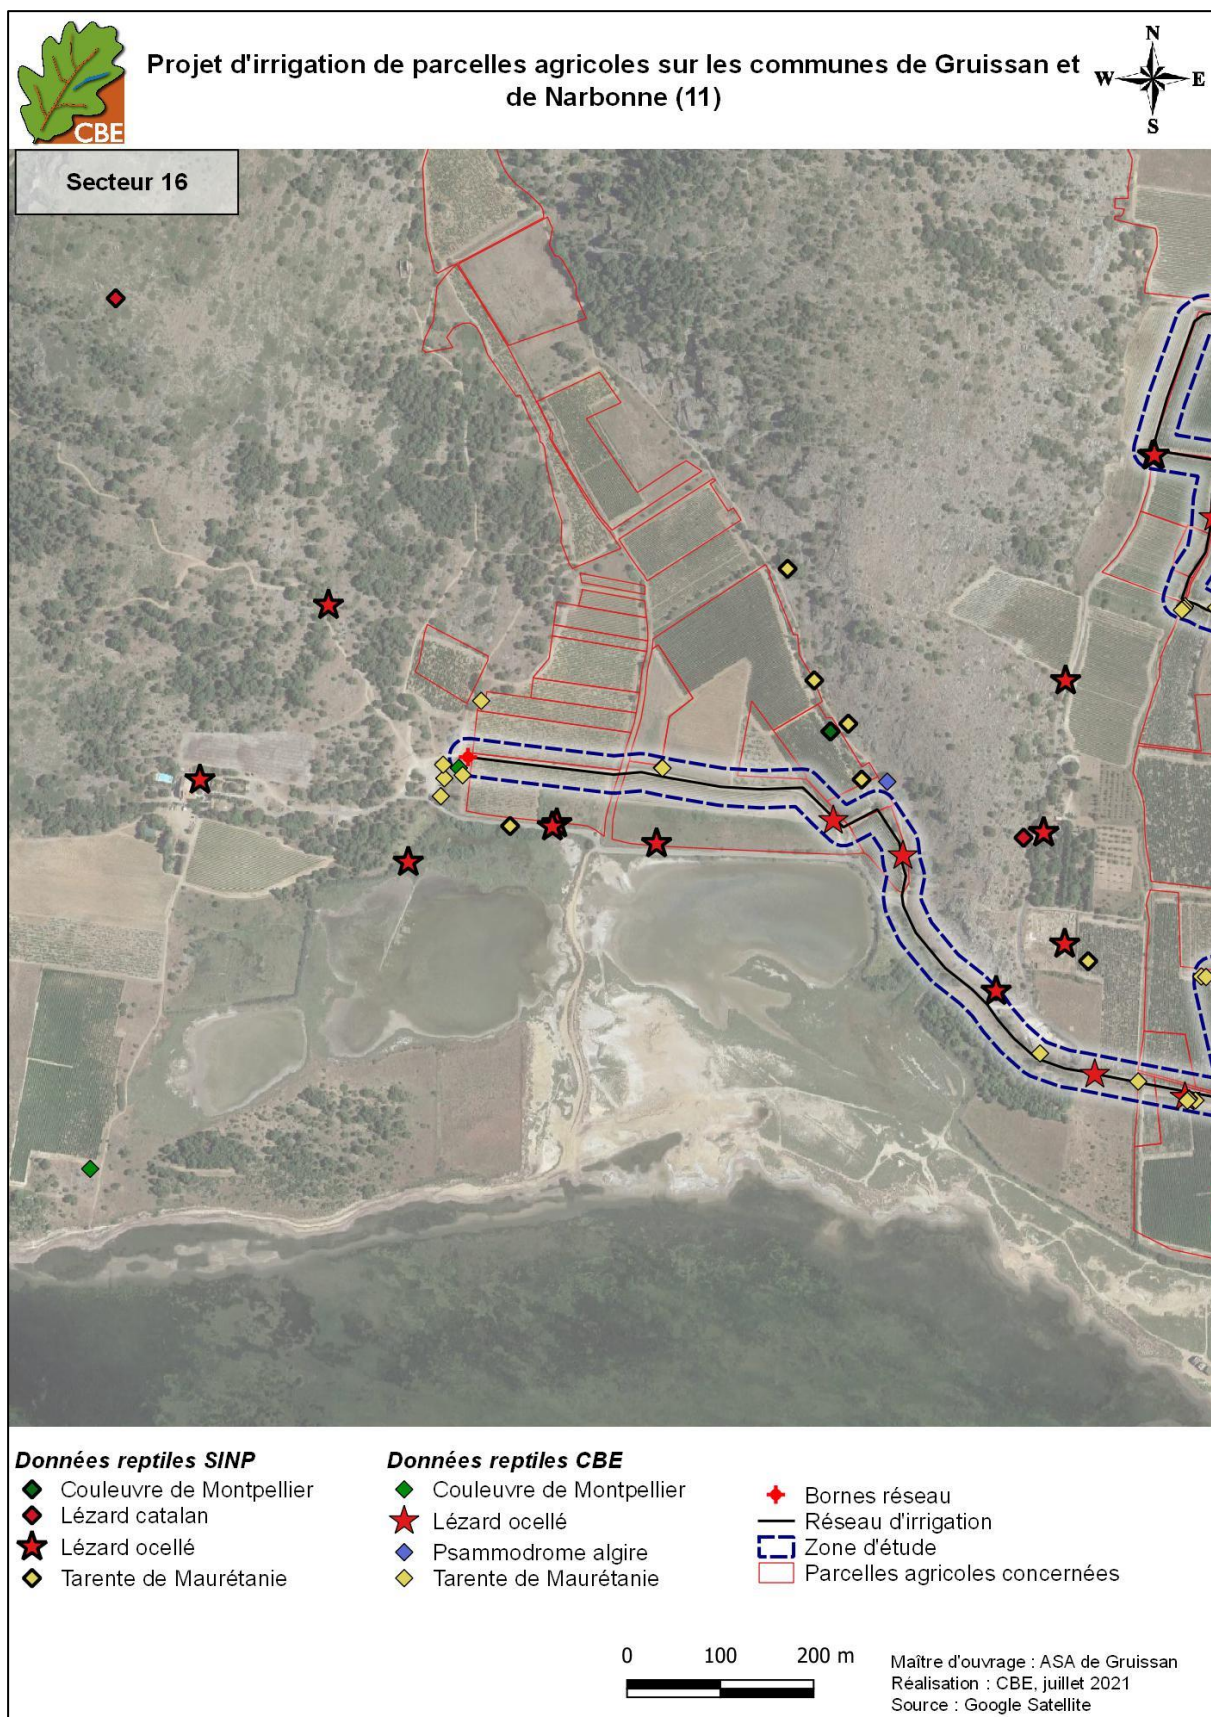 CBE
Projet d'irrigation de parcelles agricoles sur les communes de Gruissan et
de Narbonne (11)
N
W E
S
Secteur 16
Données reptiles SINP
Couleuvre de Montpellier
Lézard catalan
Lézard ocellé
Tarente de Maurétanie
Données reptiles CBE
Couleuvre de Montpellier
Lézard ocellé
Psammodrome algire
Tarente de Maurétanie
Bornes réseau
Réseau d'irrigation
Zone d'étude
Parcelles agricoles concernées
0 100 200 m
Maître d'ouvrage : ASA de Gruissan
Réalisation : CBE, juillet 2021
Source : Google Satellite